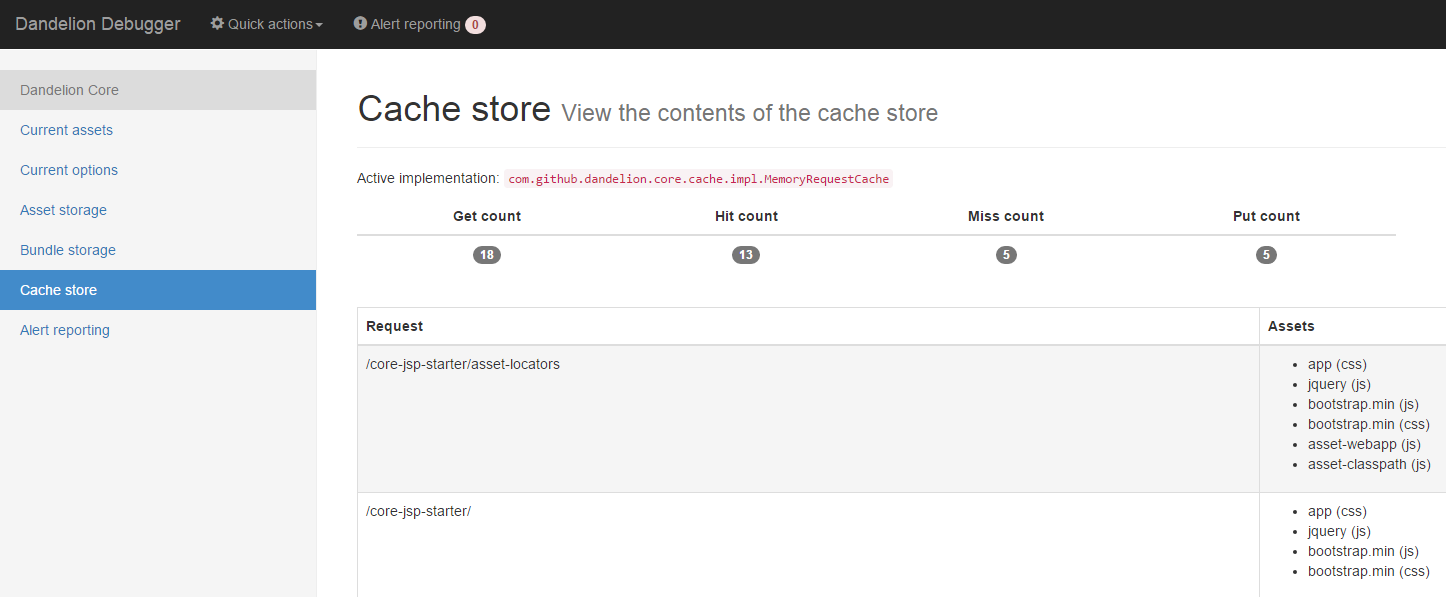 Dandelion Debugger Quick actions Alert reporting 0
Dandelion Core
Current assets
Current options
Asset storage
Bundle storage
Cache store
Alert reporting
Cache store View the contents of the cache store
Active implementation: com.github.dandelion.core.cache.impl.MemoryRequestCache
Get count Hit count Miss count Put count
18 13 5 5
Request Assets
/core-jsp-starter/asset-locators
app (css)
jquery (js)
bootstrap.min (js)
bootstrap.min (css)
asset-webapp (js)
asset-classpath (js)
/core-jsp-starter/
app (css)
jquery (js)
bootstrap.min (js)
bootstrap.min (css)